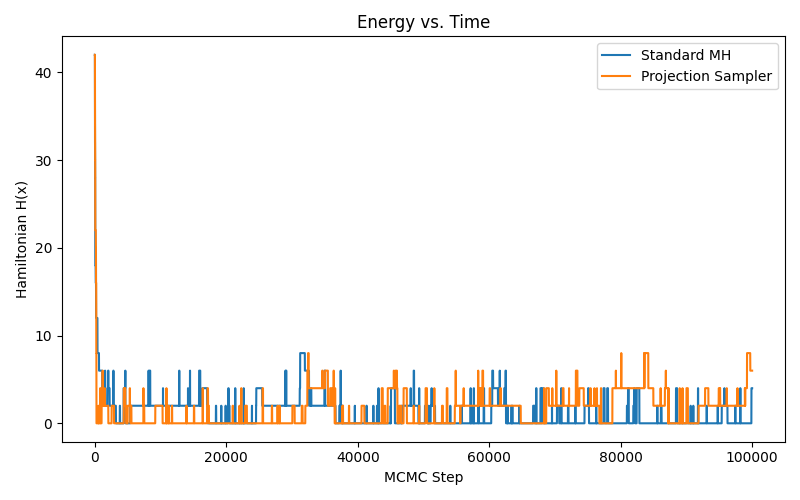 Energy vs. Time
Standard MH
Projection Sampler
Hamiltonian H(x)
40
30
20
10
0
0 20000 40000 60000 80000 100000
MCMC Step